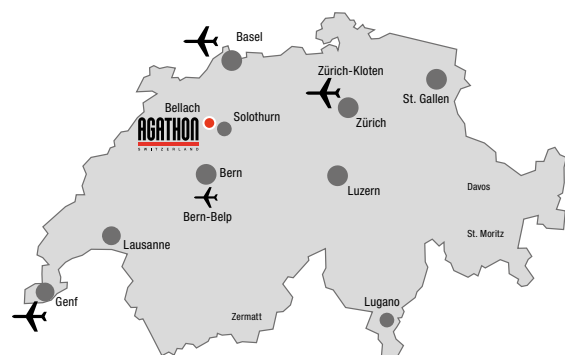 Basel
Zürich-Kloten
St. Gallen
Bellach
Solothurn
Zürich
AGATHON
SWITZERLAND
Bern
Luzern
Davos
Bern-Belp
St. Moritz
Lausanne
Genf
Zermatt
Lugano